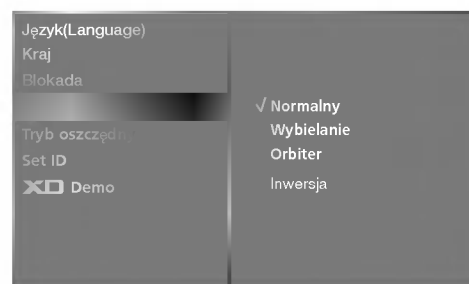 Język(Language)
Kraj
Blokada
Tryb oszczędn
Set ID
XD Demo
√ Normalny
Wybielanie
Orbiter
Inwersja